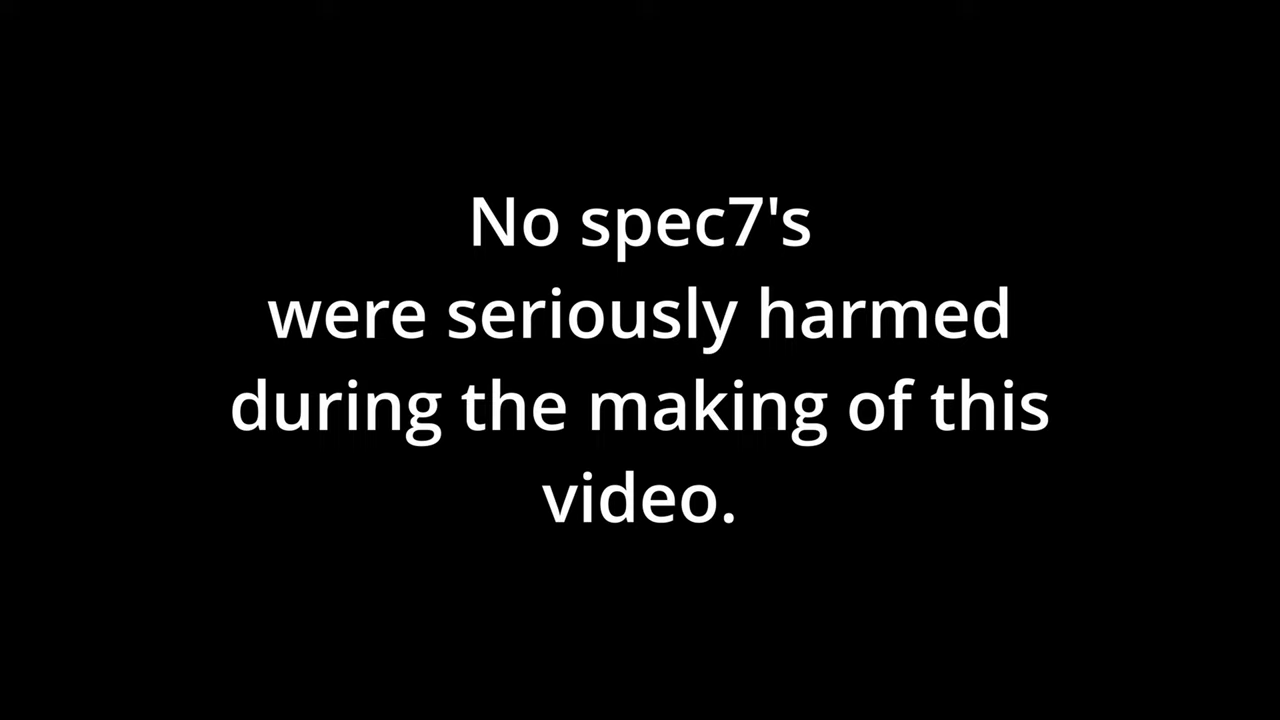 No spec7's
were seriously harmed
during the making of this
video.